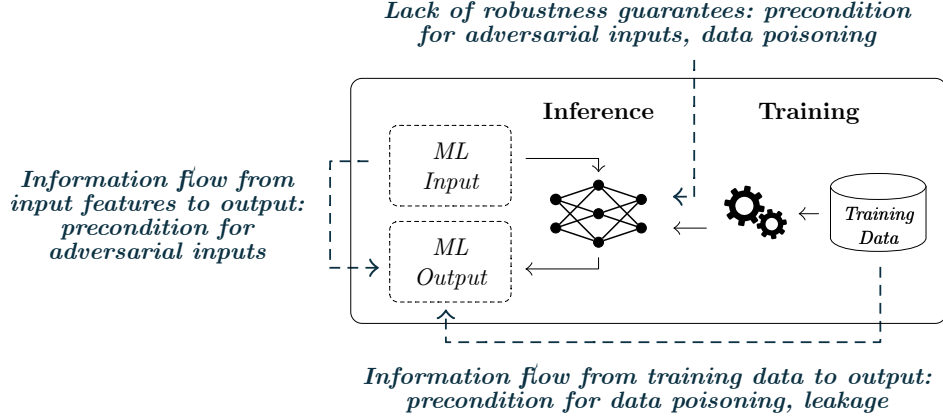 Lack of robustness guarantees: precondition
for adversarial inputs, data poisoning
Inference
Training
ML
Input
Information flow from
input features to output:
precondition for
adversarial inputs
Training
Data
ML
Output
Information flow from training data to output:
precondition for data poisoning, leakage